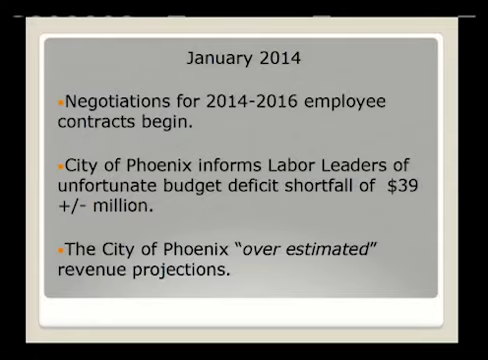 January 2014
Negotiations for 2014-2016 employee
contracts begin.
City of Phoenix informs Labor Leaders of
unfortunate budget deficit shortfall of $39
+/- million.
The City of Phoenix “over estimated”
revenue projections.